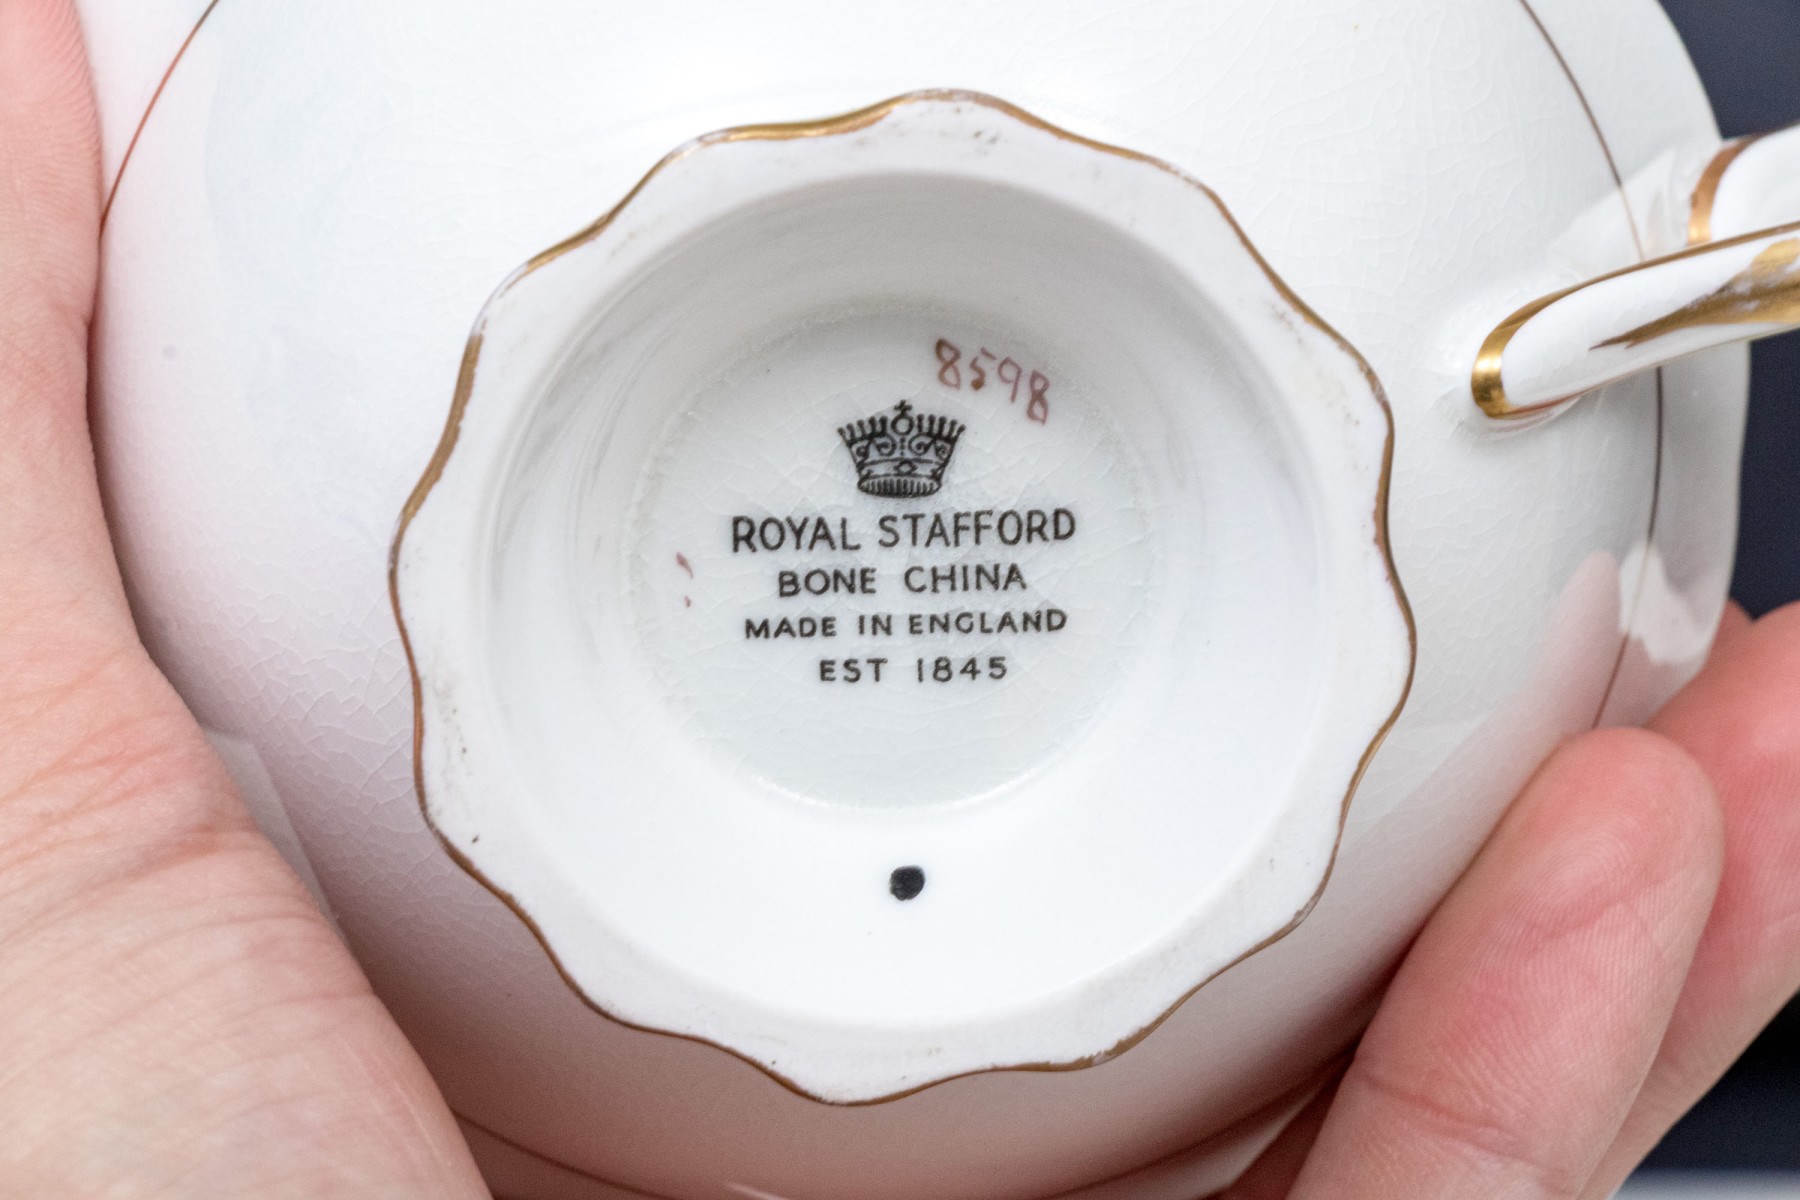 8598
ROYAL STAFFORD
BONE CHINA
MADE IN ENGLAND
EST 1845